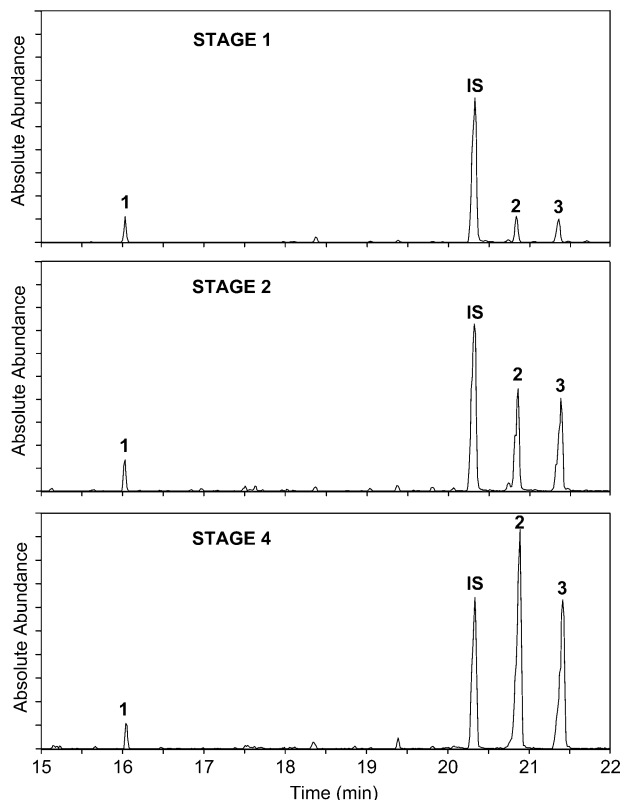 STAGE 1
Absolute Abundance
IS
1
2
3
STAGE 2
Absolute Abundance
IS
1
2
3
STAGE 4
Absolute Abundance
2
IS
3
1
15 16 17 18 19 20 21 22
Time (min)